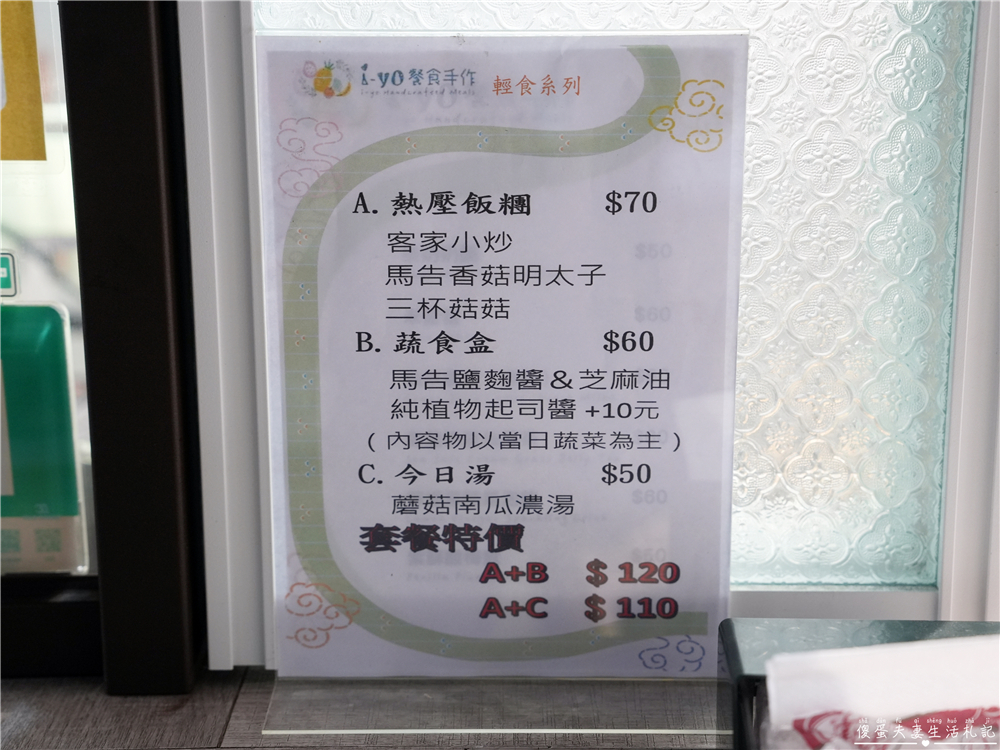 i-yo 餐食手作 輕食系列
i-yo Handcrafted Meals
A. 熱壓飯糰 $70
客家小炒
馬告香菇明太子
三杯菇菇
B. 蔬食盒 $60
馬告鹽麴醬＆芝麻油
純植物起司醬 +10元
（內容物以當日蔬菜為主）
C. 今日湯 $50
蘑菇南瓜濃湯
套餐特價
A+B $ 120
A+C $ 110
傻蛋夫妻生活札記